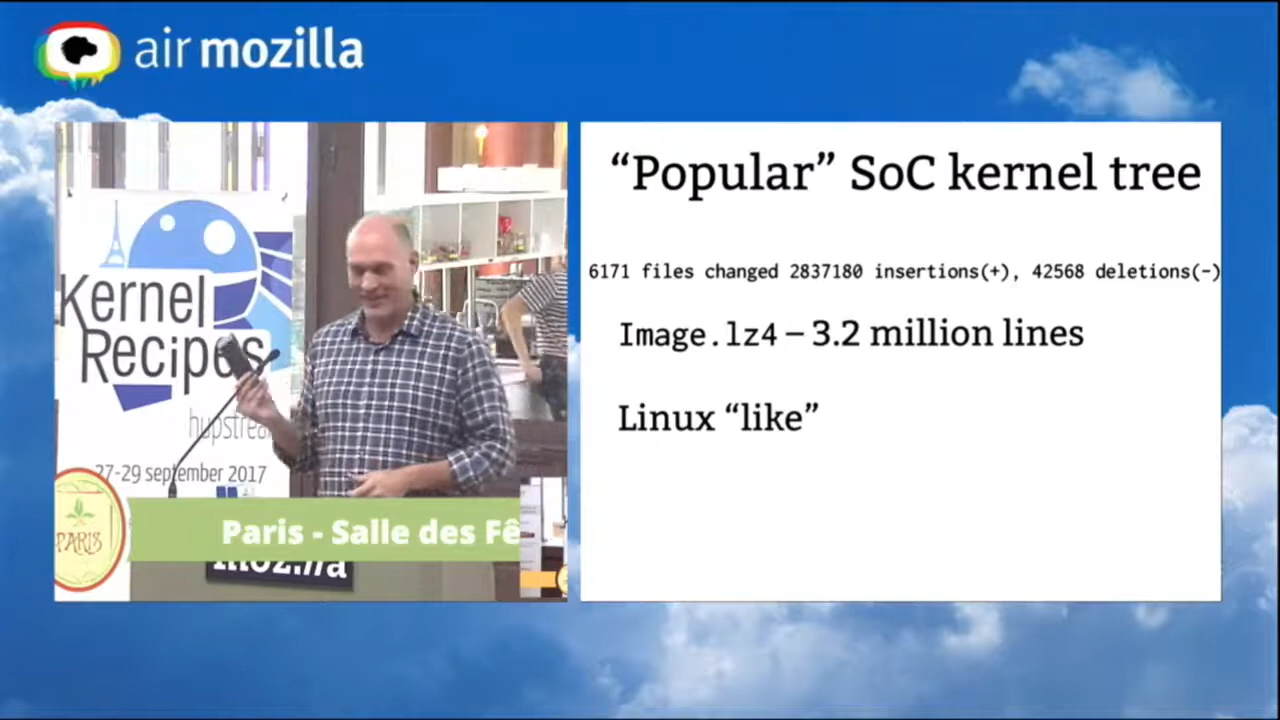 air mozilla
Kernel
Recipes
27-29 september 2017
PARIS
Paris - Salle des
mozilla
“Popular” SoC kernel tree
6171 files changed 2837180 insertions(+), 42568 deletions(-)
Image.lz4 – 3.2 million lines
Linux “like”